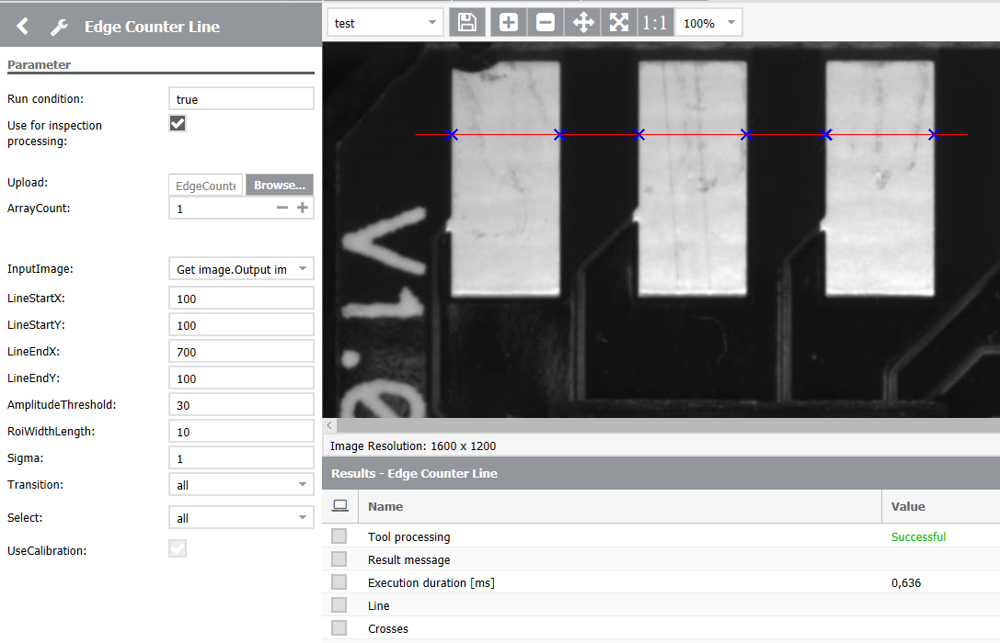 Edge Counter Line
Parameter
Run condition:
true
Use for inspection
processing:
Upload:
EdgeCounte
Browse...
ArrayCount:
1
InputImage:
Get image.Output im
LineStartX:
100
LineStartY:
100
LineEndX:
700
LineEndY:
100
AmplitudeThreshold:
30
RoiWidthLength:
10
Sigma:
1
Transition:
all
Select:
all
UseCalibration:
test
1:1
100%
V1.0
Image Resolution: 1600 x 1200
Results - Edge Counter Line
Name
Value
Tool processing
Successful
Result message
Execution duration [ms]
0,636
Line
Crosses